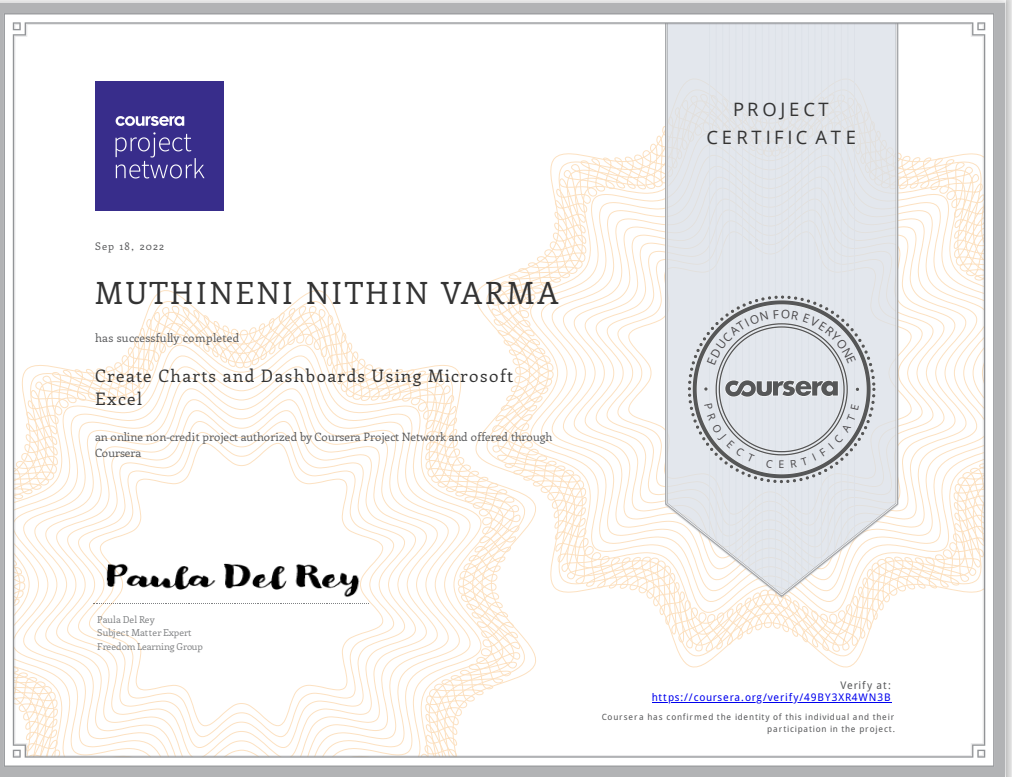 coursera
project
network
PROJECT
CERTIFICATE
Sep 18, 2022
MUTHINENI NITHIN VARMA
has successfully completed
Create Charts and Dashboards Using Microsoft
Excel
an online non-credit project authorized by Coursera Project Network and offered through
Coursera
EDUCATION FOR EVERYONE
coursera
PROJECT CERTIFICATE
Paula Del Rey
Paula Del Rey
Subject Matter Expert
Freedom Learning Group
Verify at:
https://coursera.org/verify/49BY3XR4WN3B
Coursera has confirmed the identity of this individual and their
participation in the project.